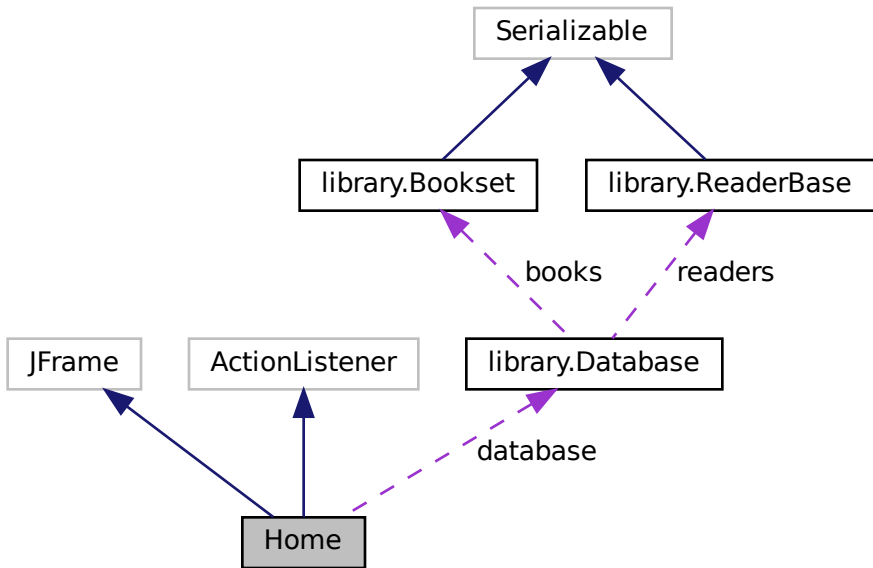 Serializable
library.Bookset
library.ReaderBase
books
readers
JFrame
ActionListener
library.Database
database
Home